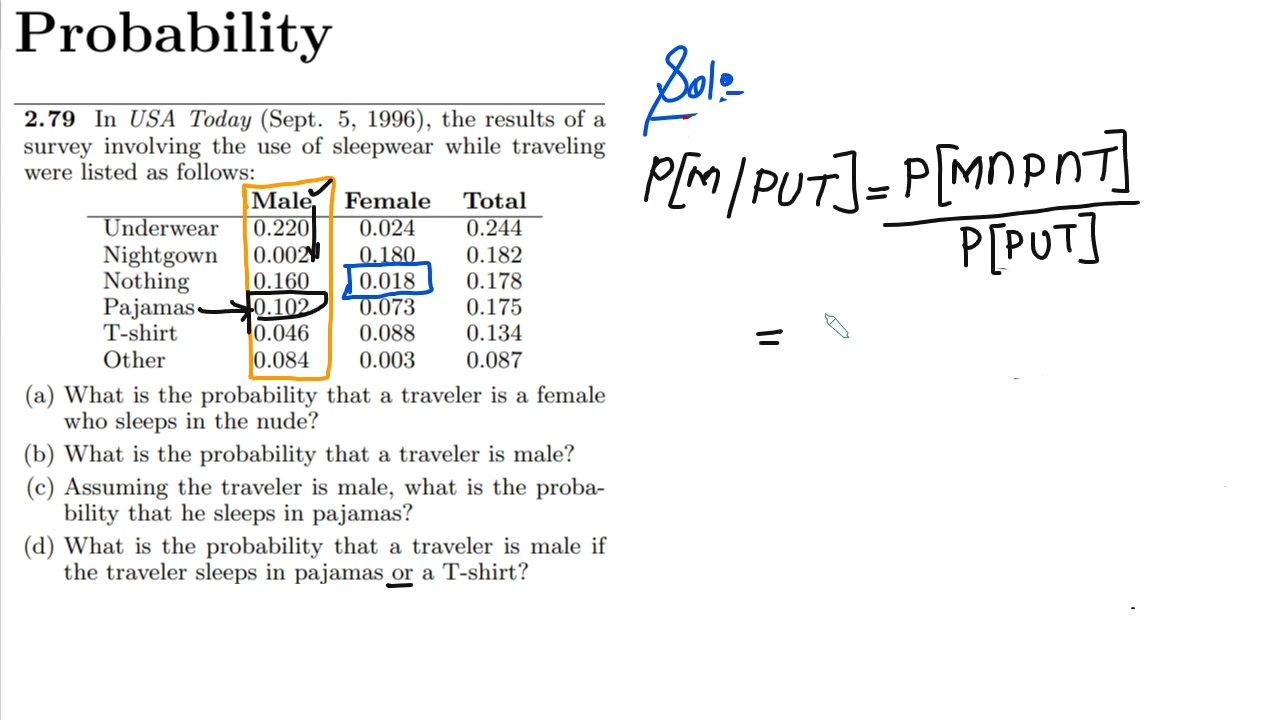 Probability
2.79 In USA Today (Sept. 5, 1996), the results of a
survey involving the use of sleepwear while traveling
were listed as follows:
Male Female Total
Underwear 0.220 0.024 0.244
Nightgown 0.002 0.180 0.182
Nothing 0.160 0.018 0.178
Pajamas 0.102 0.073 0.175
T-shirt 0.046 0.088 0.134
Other 0.084 0.003 0.087
(a) What is the probability that a traveler is a female
who sleeps in the nude?
(b) What is the probability that a traveler is male?
(c) Assuming the traveler is male, what is the proba-
bility that he sleeps in pajamas?
(d) What is the probability that a traveler is male if
the traveler sleeps in pajamas or a T-shirt?
Sol:-
P[M/PUT] = P[M∩P∩T]
P[PUT]
=